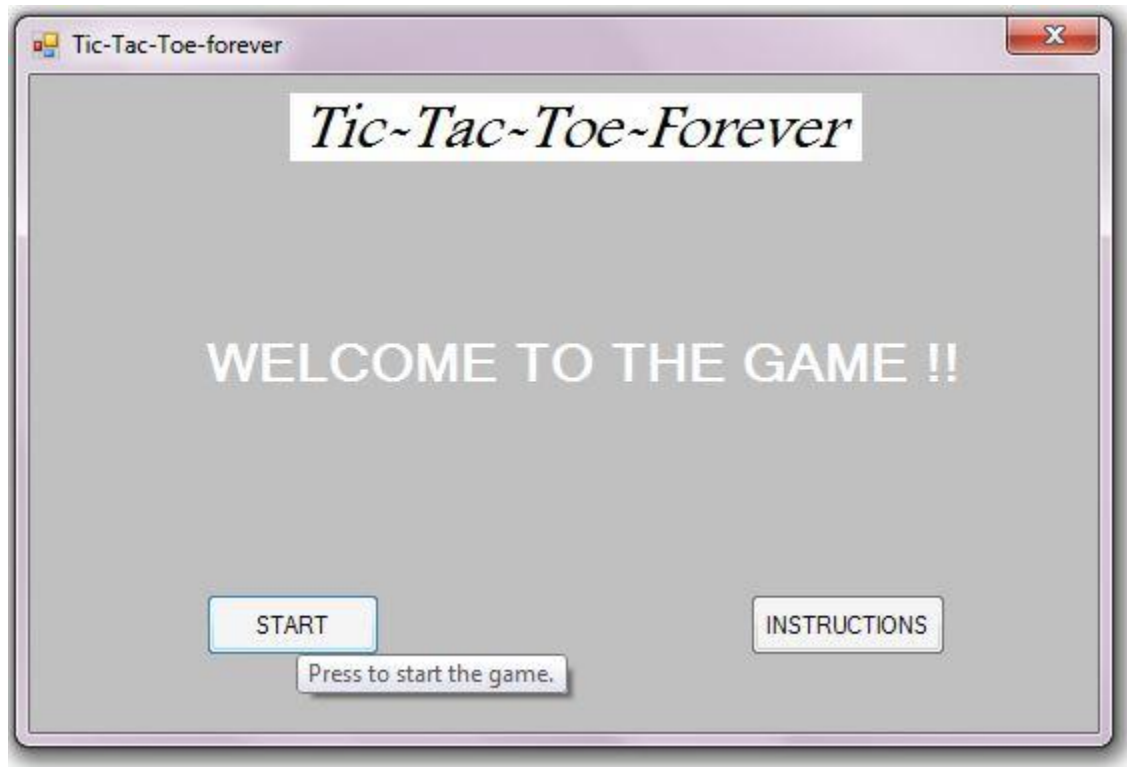 Tic-Tac-Toe-forever
Tic~Tac~Toe~Forever
WELCOME TO THE GAME !!
START
INSTRUCTIONS
Press to start the game.